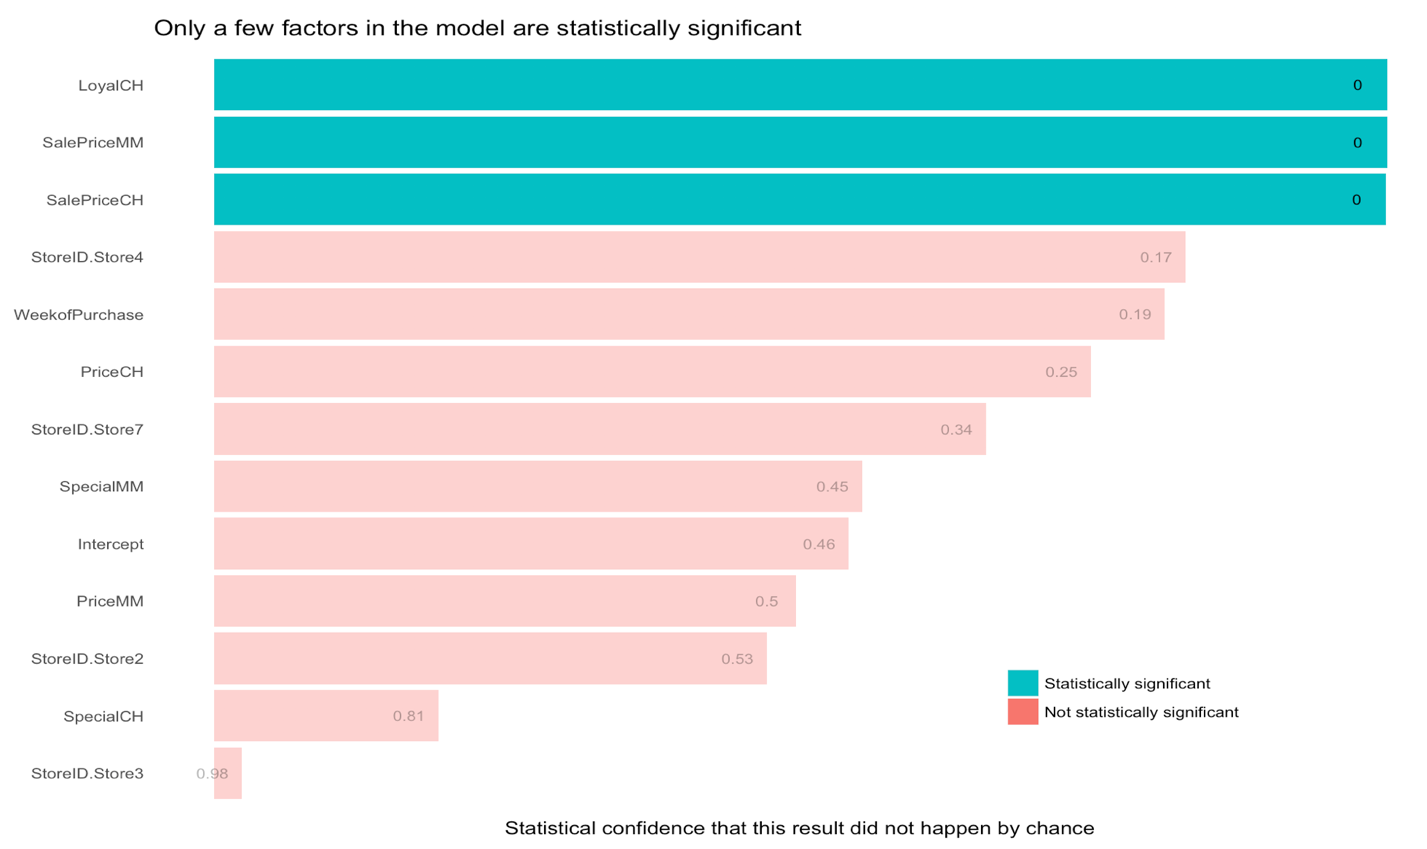 Only a few factors in the model are statistically significant
LoyalCH 0
SalePriceMM 0
SalePriceCH 0
StoreID.Store4 0.17
WeekofPurchase 0.19
PriceCH 0.25
StoreID.Store7 0.34
SpecialMM 0.45
Intercept 0.46
PriceMM 0.5
StoreID.Store2 0.53
Statistically significant
Not statistically significant
SpecialCH 0.81
StoreID.Store3 0.98
Statistical confidence that this result did not happen by chance